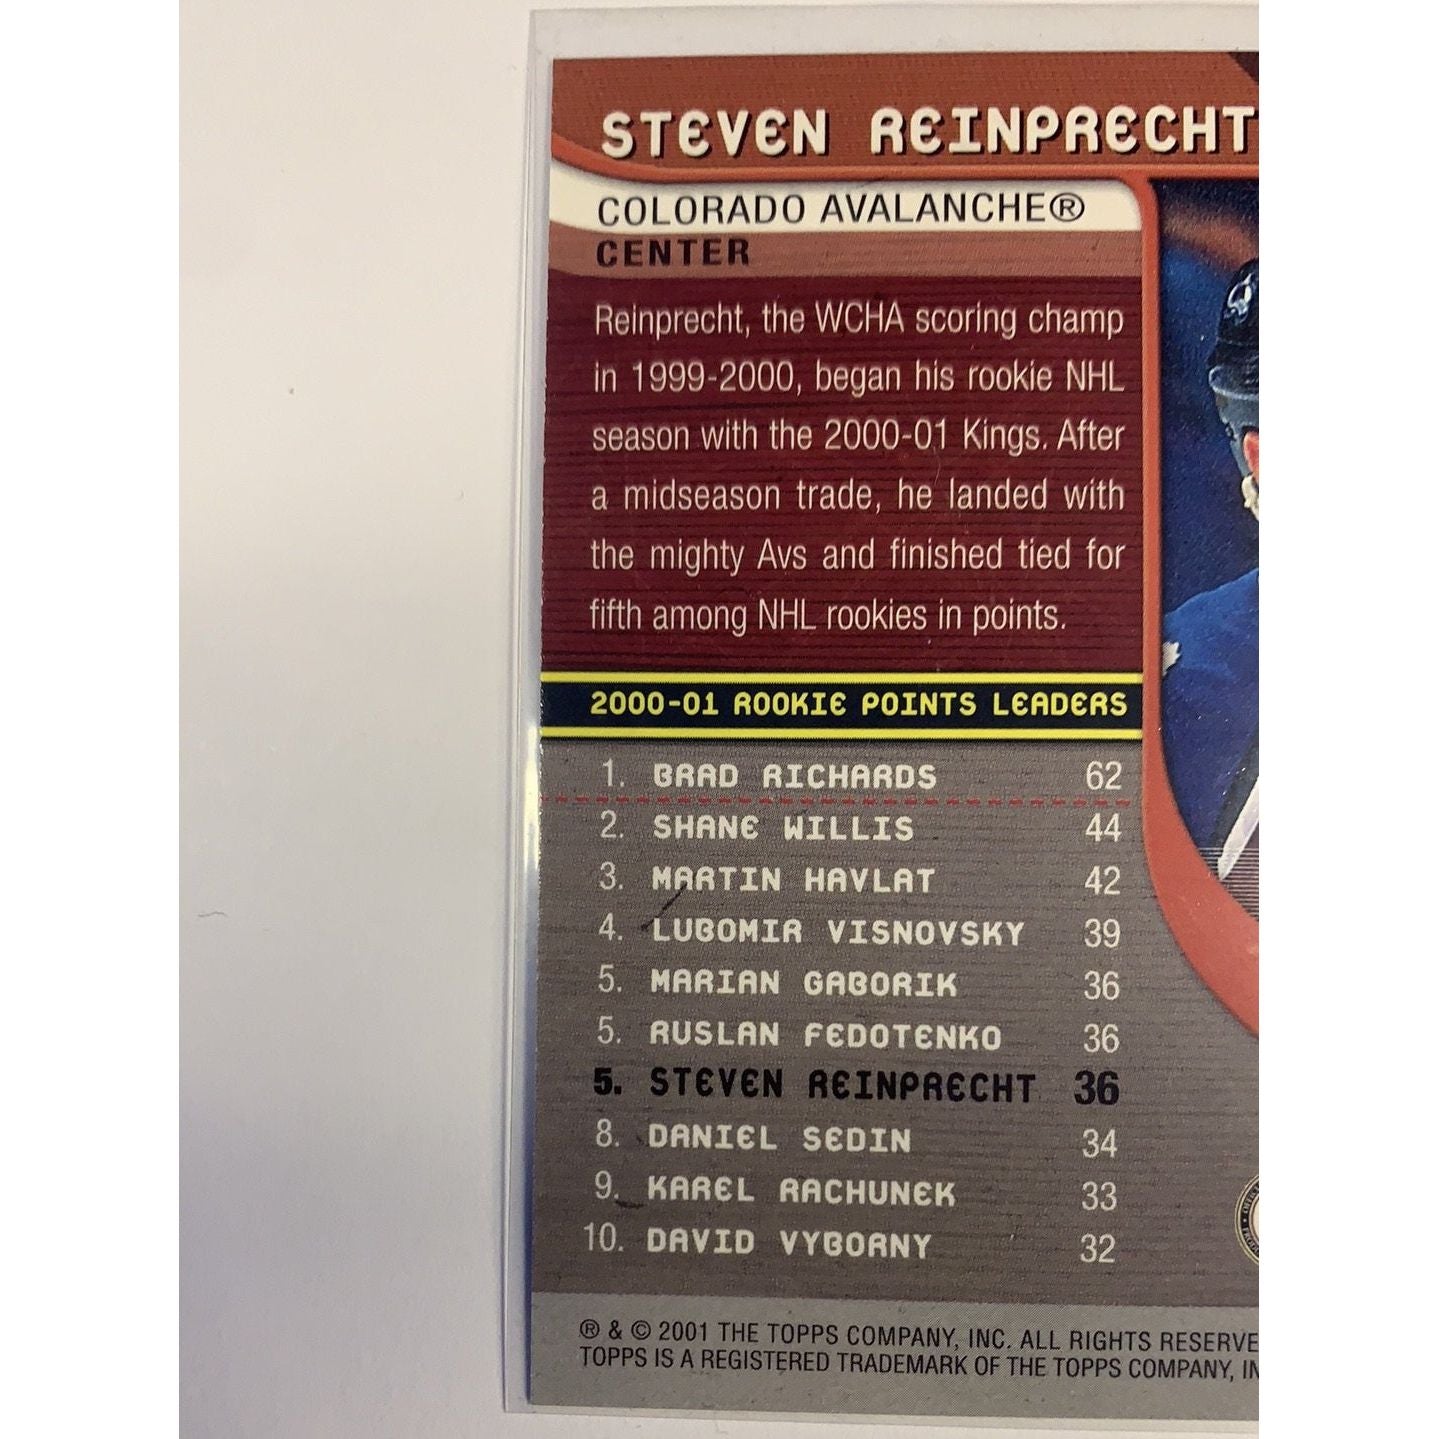 STEVEN REINPRECHT
COLORADO AVALANCHE®
CENTER
Reinprecht, the WCHA scoring champ
in 1999-2000, began his rookie NHL
season with the 2000-01 Kings. After
a midseason trade, he landed with
the mighty Avs and finished tied for
fifth among NHL rookies in points.
2000-01 ROOKIE POINTS LEADERS
1. BRAD RICHARDS 62
2. SHANE WILLIS 44
3. MARTIN HAVLAT 42
4. LUBOMIR VISNOVSKY 39
5. MARIAN GABORIK 36
5. RUSLAN FEDOTENKO 36
5. STEVEN REINPRECHT 36
8. DANIEL SEDIN 34
9. KAREL RACHUNEK 33
10. DAVID VYBORNY 32
® & © 2001 THE TOPPS COMPANY, INC. ALL RIGHTS RESERVE
TOPPS IS A REGISTERED TRADEMARK OF THE TOPPS COMPANY, IN